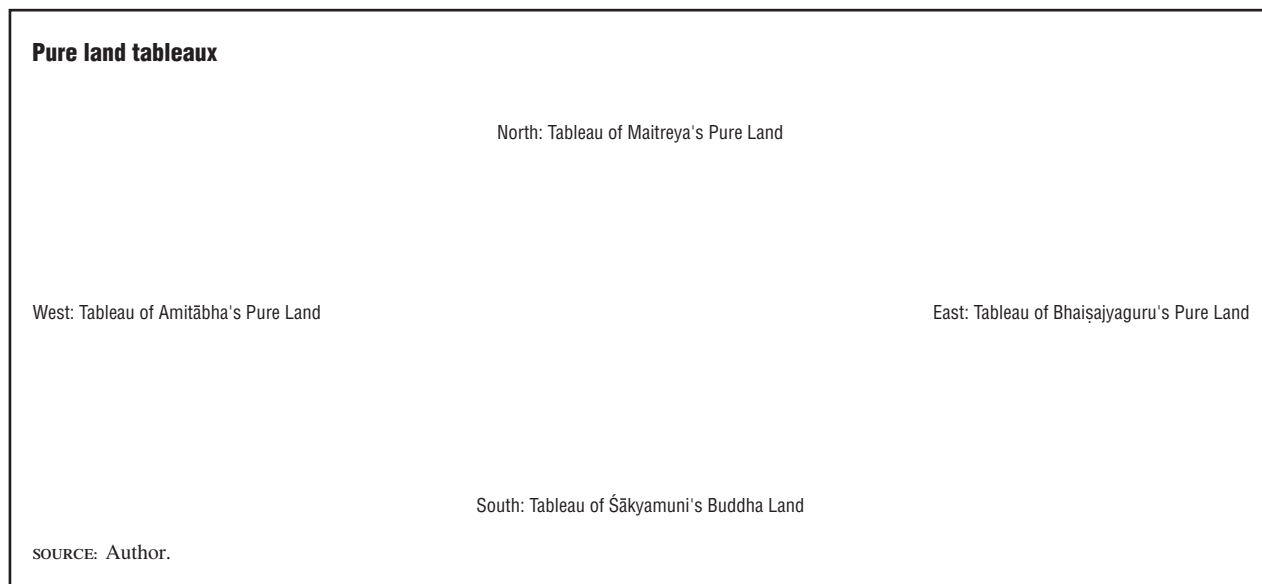 Pure land tableaux
North: Tableau of Maitreya's Pure Land
West: Tableau of Amitābha's Pure Land
East: Tableau of Bhaiṣajyaguru's Pure Land
South: Tableau of Śākyamuni's Buddha Land
SOURCE: Author.